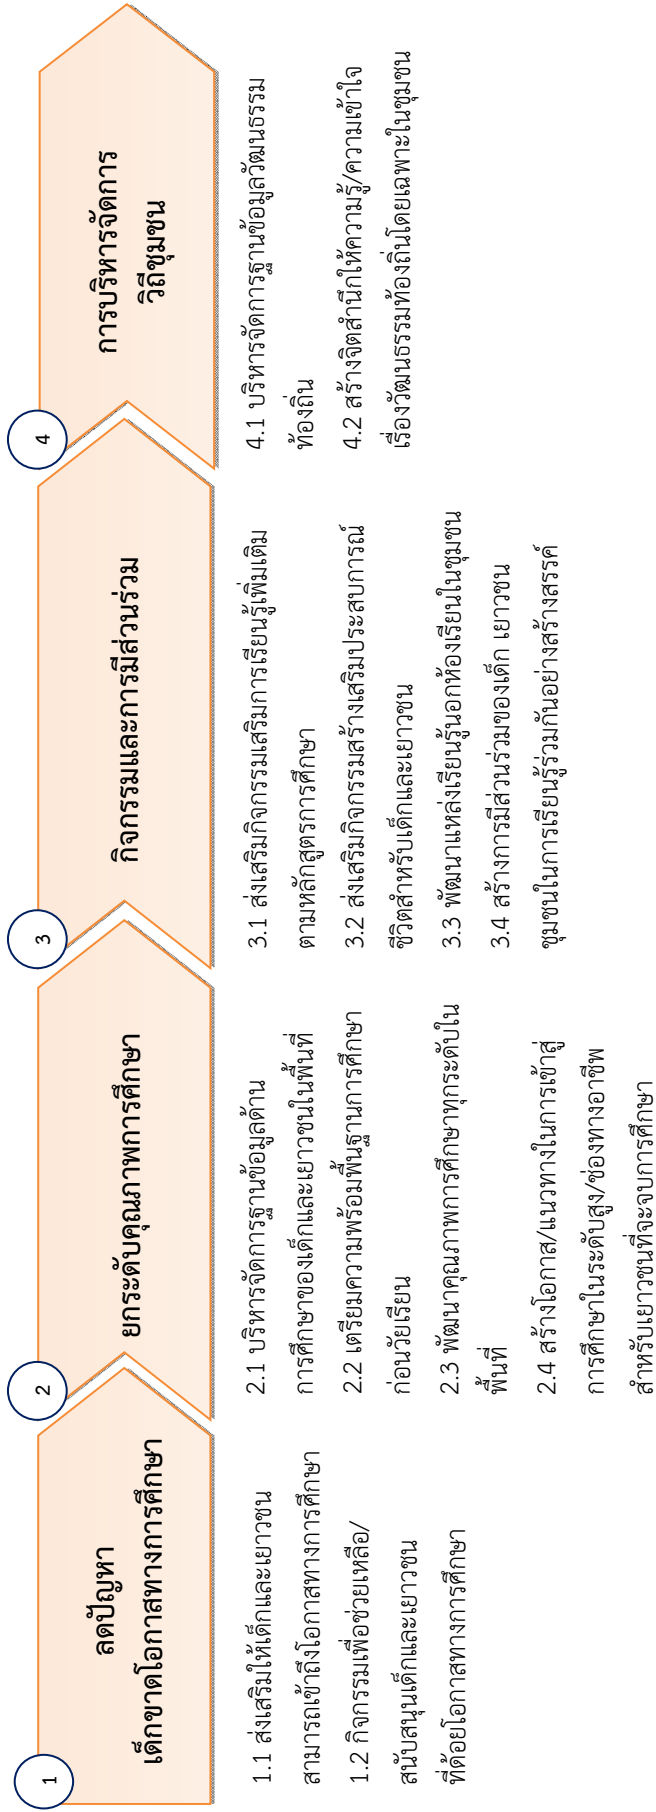 1
ลดปัญหา
เด็กขาดโอกาสทางการศึกษา
1.1 ส่งเสริมให้เด็กและเยาวชน
สามารถเข้าถึงโอกาสทางการศึกษา
1.2 กิจกรรมเพื่อช่วยเหลือ/
สนับสนุนเด็กและเยาวชน
ที่ด้อยโอกาสทางการศึกษา
2
ยกระดับคุณภาพการศึกษา
2.1 บริหารจัดการฐานข้อมูลด้าน
การศึกษาของเด็กและเยาวชนในพื้นที่
2.2 เตรียมความพร้อมพื้นฐานการศึกษา
ก่อนวัยเรียน
2.3 พัฒนาคุณภาพการศึกษาทุกระดับใน
พื้นที่
2.4 สร้างโอกาส/แนวทางในการเข้าสู่
การศึกษาในระดับสูง/ช่องทางอาชีพ
สำหรับเยาวชนที่จะจบการศึกษา
3
กิจกรรมและการมีส่วนร่วม
3.1 ส่งเสริมกิจกรรมเสริมการเรียนรู้เพิ่มเติม
ตามหลักสูตรการศึกษา
3.2 ส่งเสริมกิจกรรมสร้างเสริมประสบการณ์
ชีวิตสำหรับเด็กและเยาวชน
3.3 พัฒนาแหล่งเรียนรู้นอกห้องเรียนในชุมชน
3.4 สร้างการมีส่วนร่วมของเด็ก เยาวชน
ชุมชนในการเรียนรู้ร่วมกันอย่างสร้างสรรค์
4
การบริหารจัดการ
วิถีชุมชน
4.1 บริหารจัดการฐานข้อมูลวัฒนธรรม
ท้องถิ่น
4.2 สร้างจิตสำนึกให้ความรู้/ความเข้าใจ
เรื่องวัฒนธรรมท้องถิ่นโดยเฉพาะในชุมชน